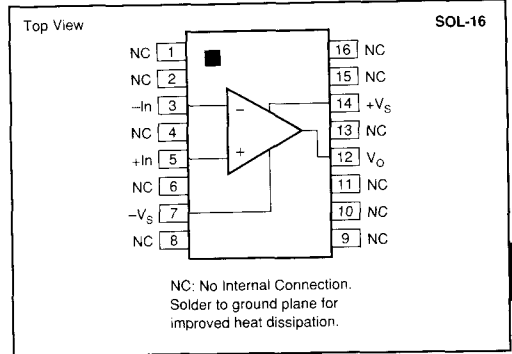 Top View
SOL-16
NC 1
NC 2
–In 3
NC 4
+In 5
NC 6
–VS 7
NC 8
16 NC
15 NC
14 +VS
13 NC
12 VO
11 NC
10 NC
9 NC
–
+
NC: No Internal Connection.
Solder to ground plane for
improved heat dissipation.